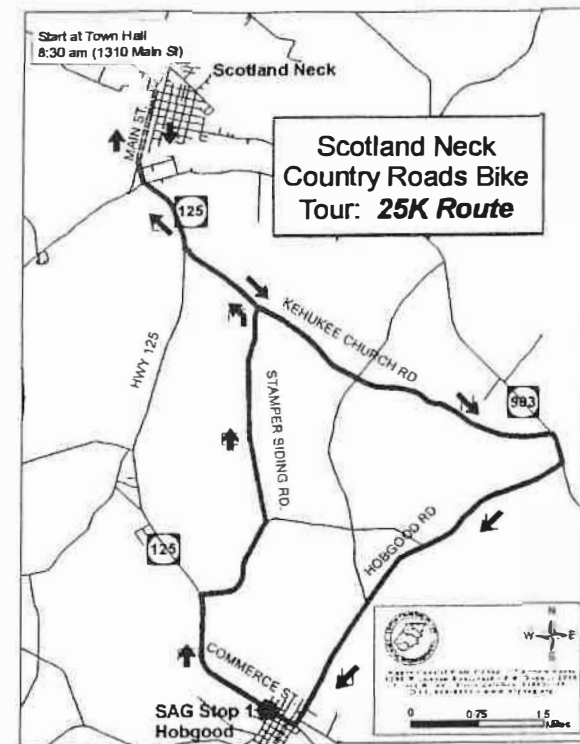 Start at Town Hall
8:30 am (1310 Main St)
Scotland Neck
MAIN ST.
Scotland Neck
Country Roads Bike
Tour: 25K Route
125
KEHUKEE CHURCH RD
HWY 125
STAMPER SIDING RD.
903
HOBGOOD RD
125
COMMERCE ST.
SAG Stop 1
Hobgood
N
W E
S
0 0.75 1.5